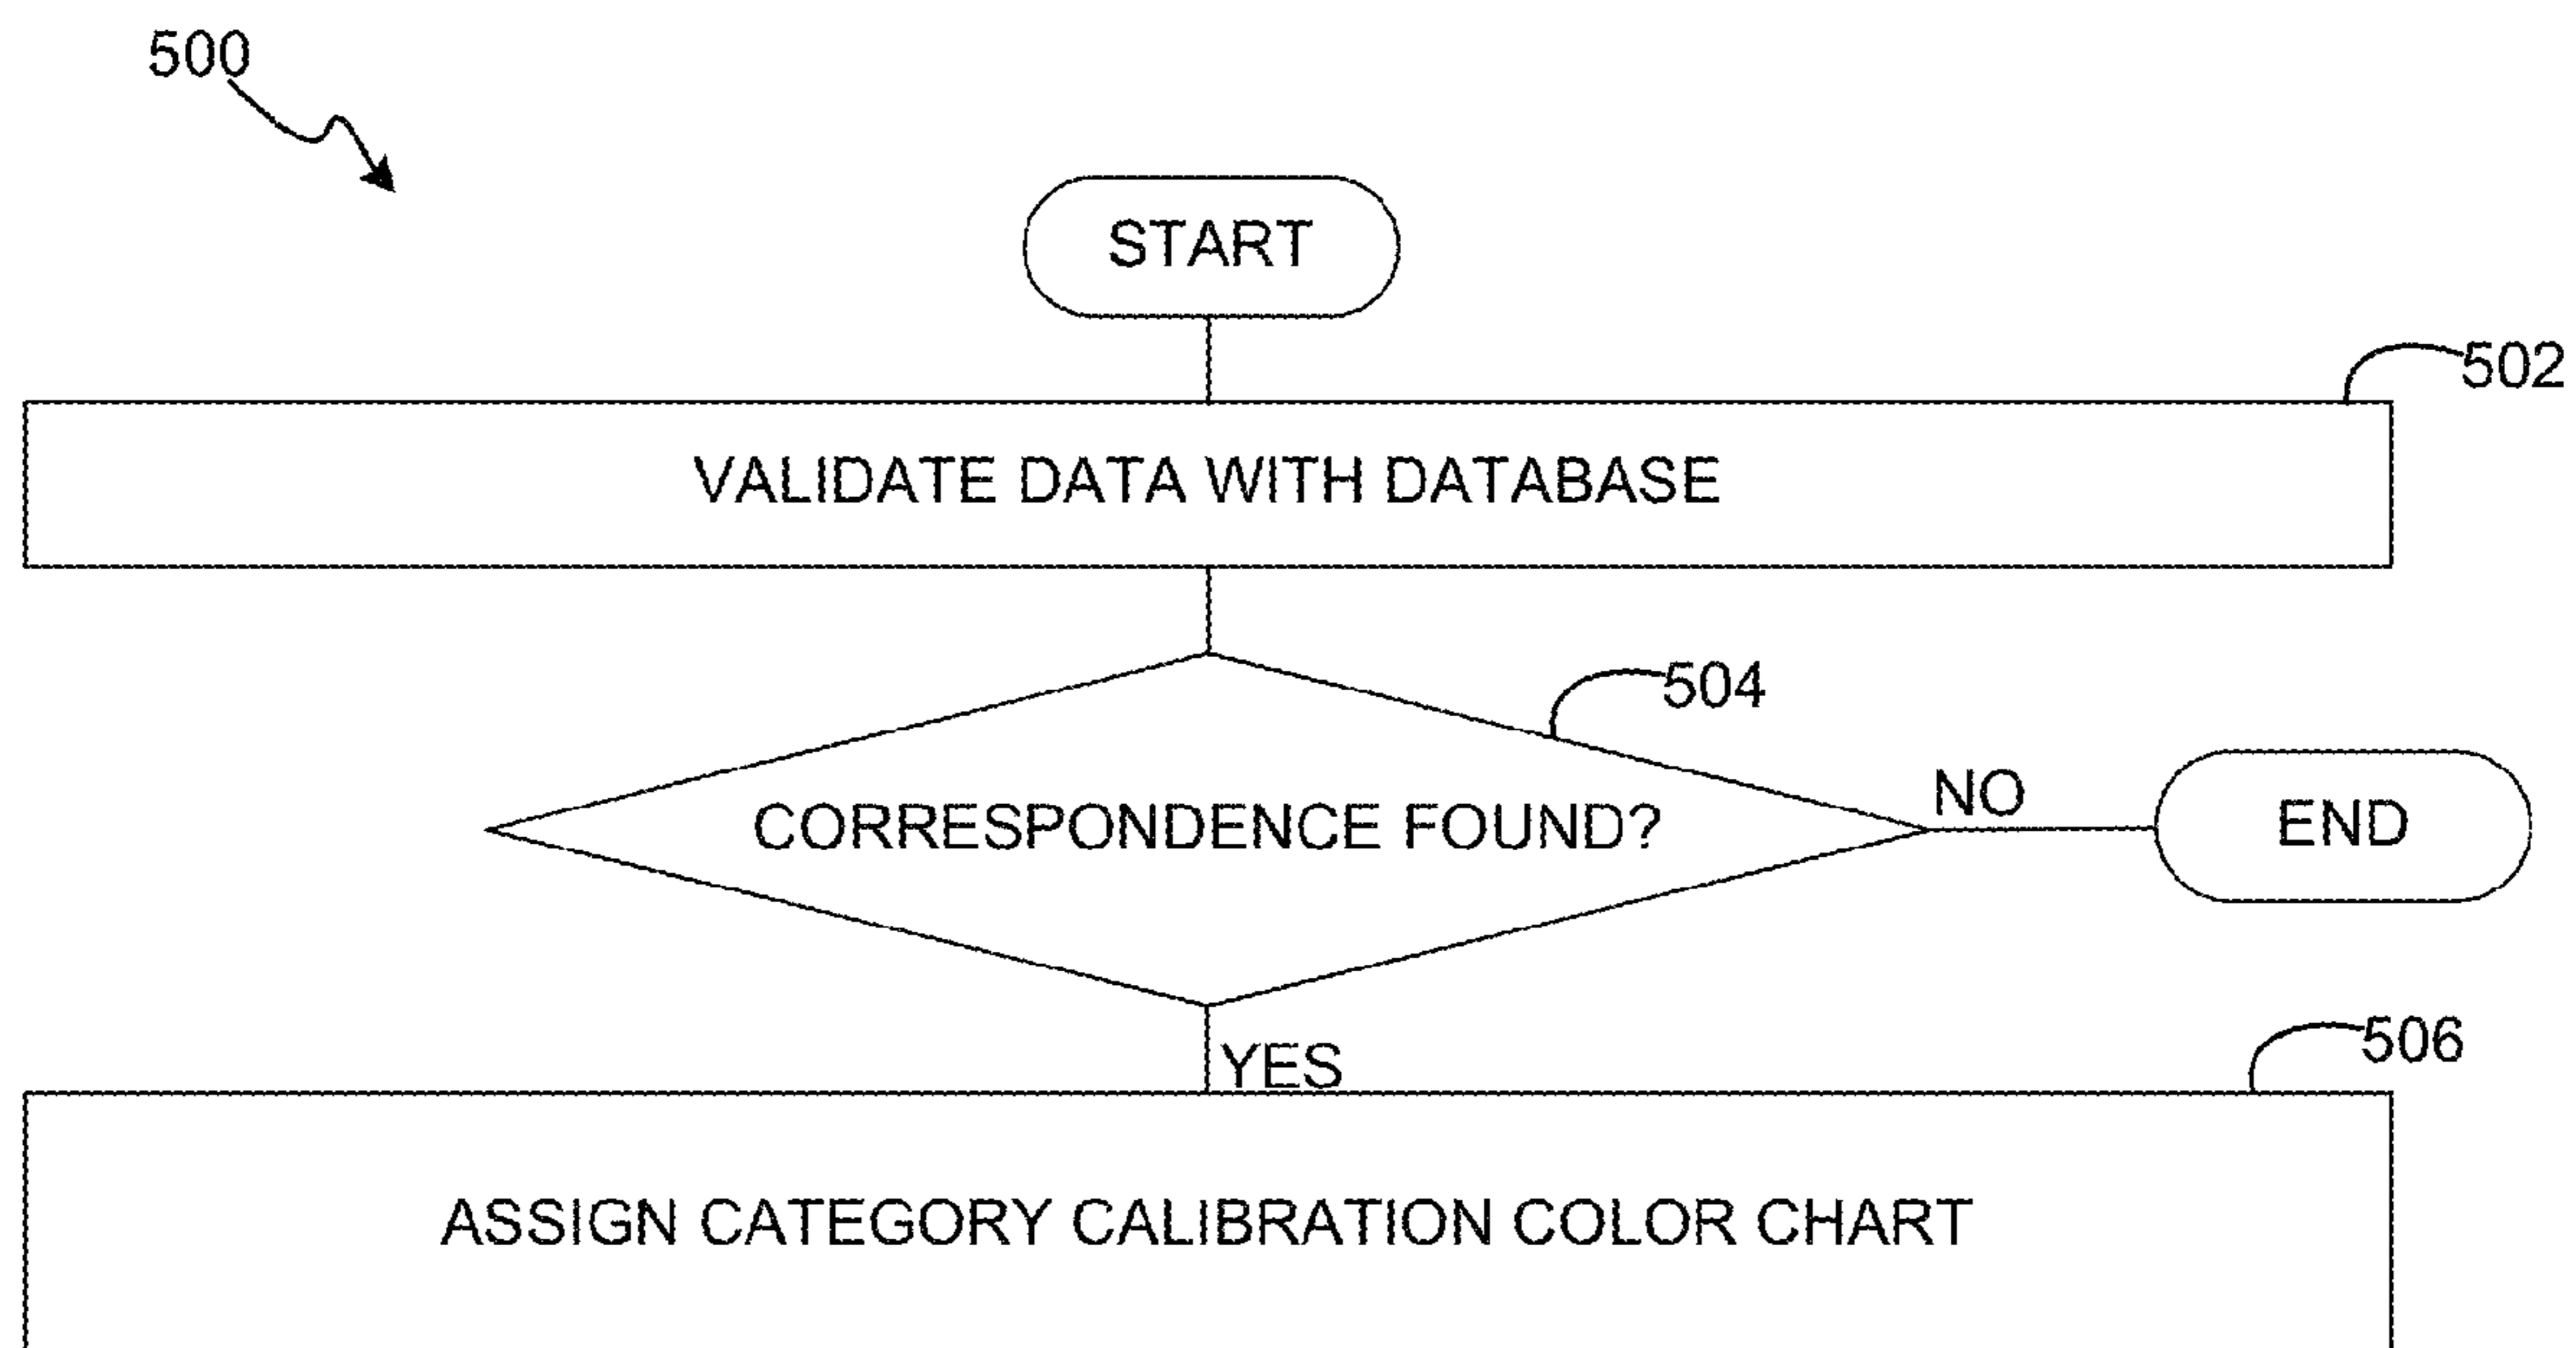 500
START
502
VALIDATE DATA WITH DATABASE
504
CORRESPONDENCE FOUND?
NO
END
YES
506
ASSIGN CATEGORY CALIBRATION COLOR CHART